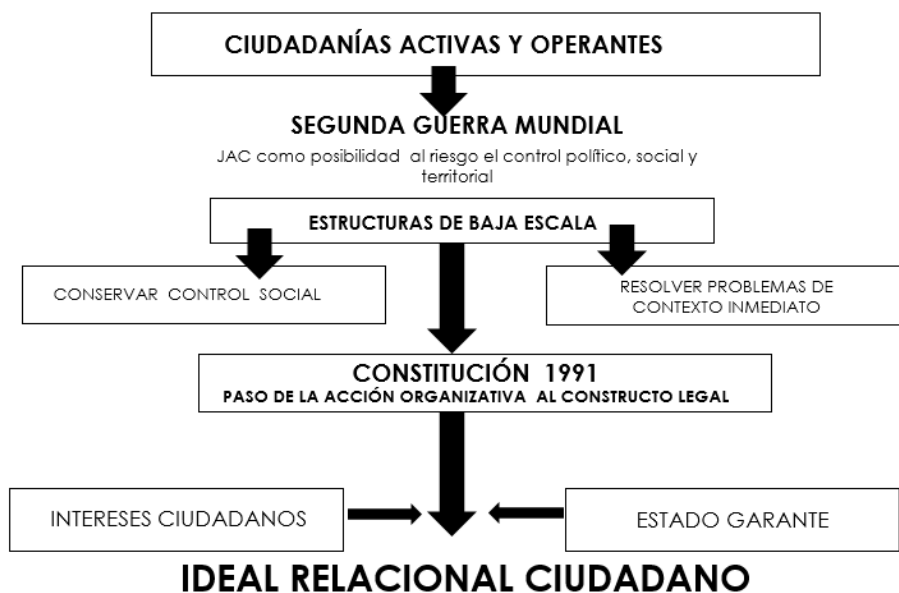 CIUDADANÍAS ACTIVAS Y OPERANTES
SEGUNDA GUERRA MUNDIAL
JAC como posibilidad al riesgo el control político, social y
territorial
ESTRUCTURAS DE BAJA ESCALA
CONSERVAR CONTROL SOCIAL
RESOLVER PROBLEMAS DE
CONTEXTO INMEDIATO
CONSTITUCIÓN 1991
PASO DE LA ACCIÓN ORGANIZATIVA AL CONSTRUCTO LEGAL
INTERESES CIUDADANOS
ESTADO GARANTE
IDEAL RELACIONAL CIUDADANO